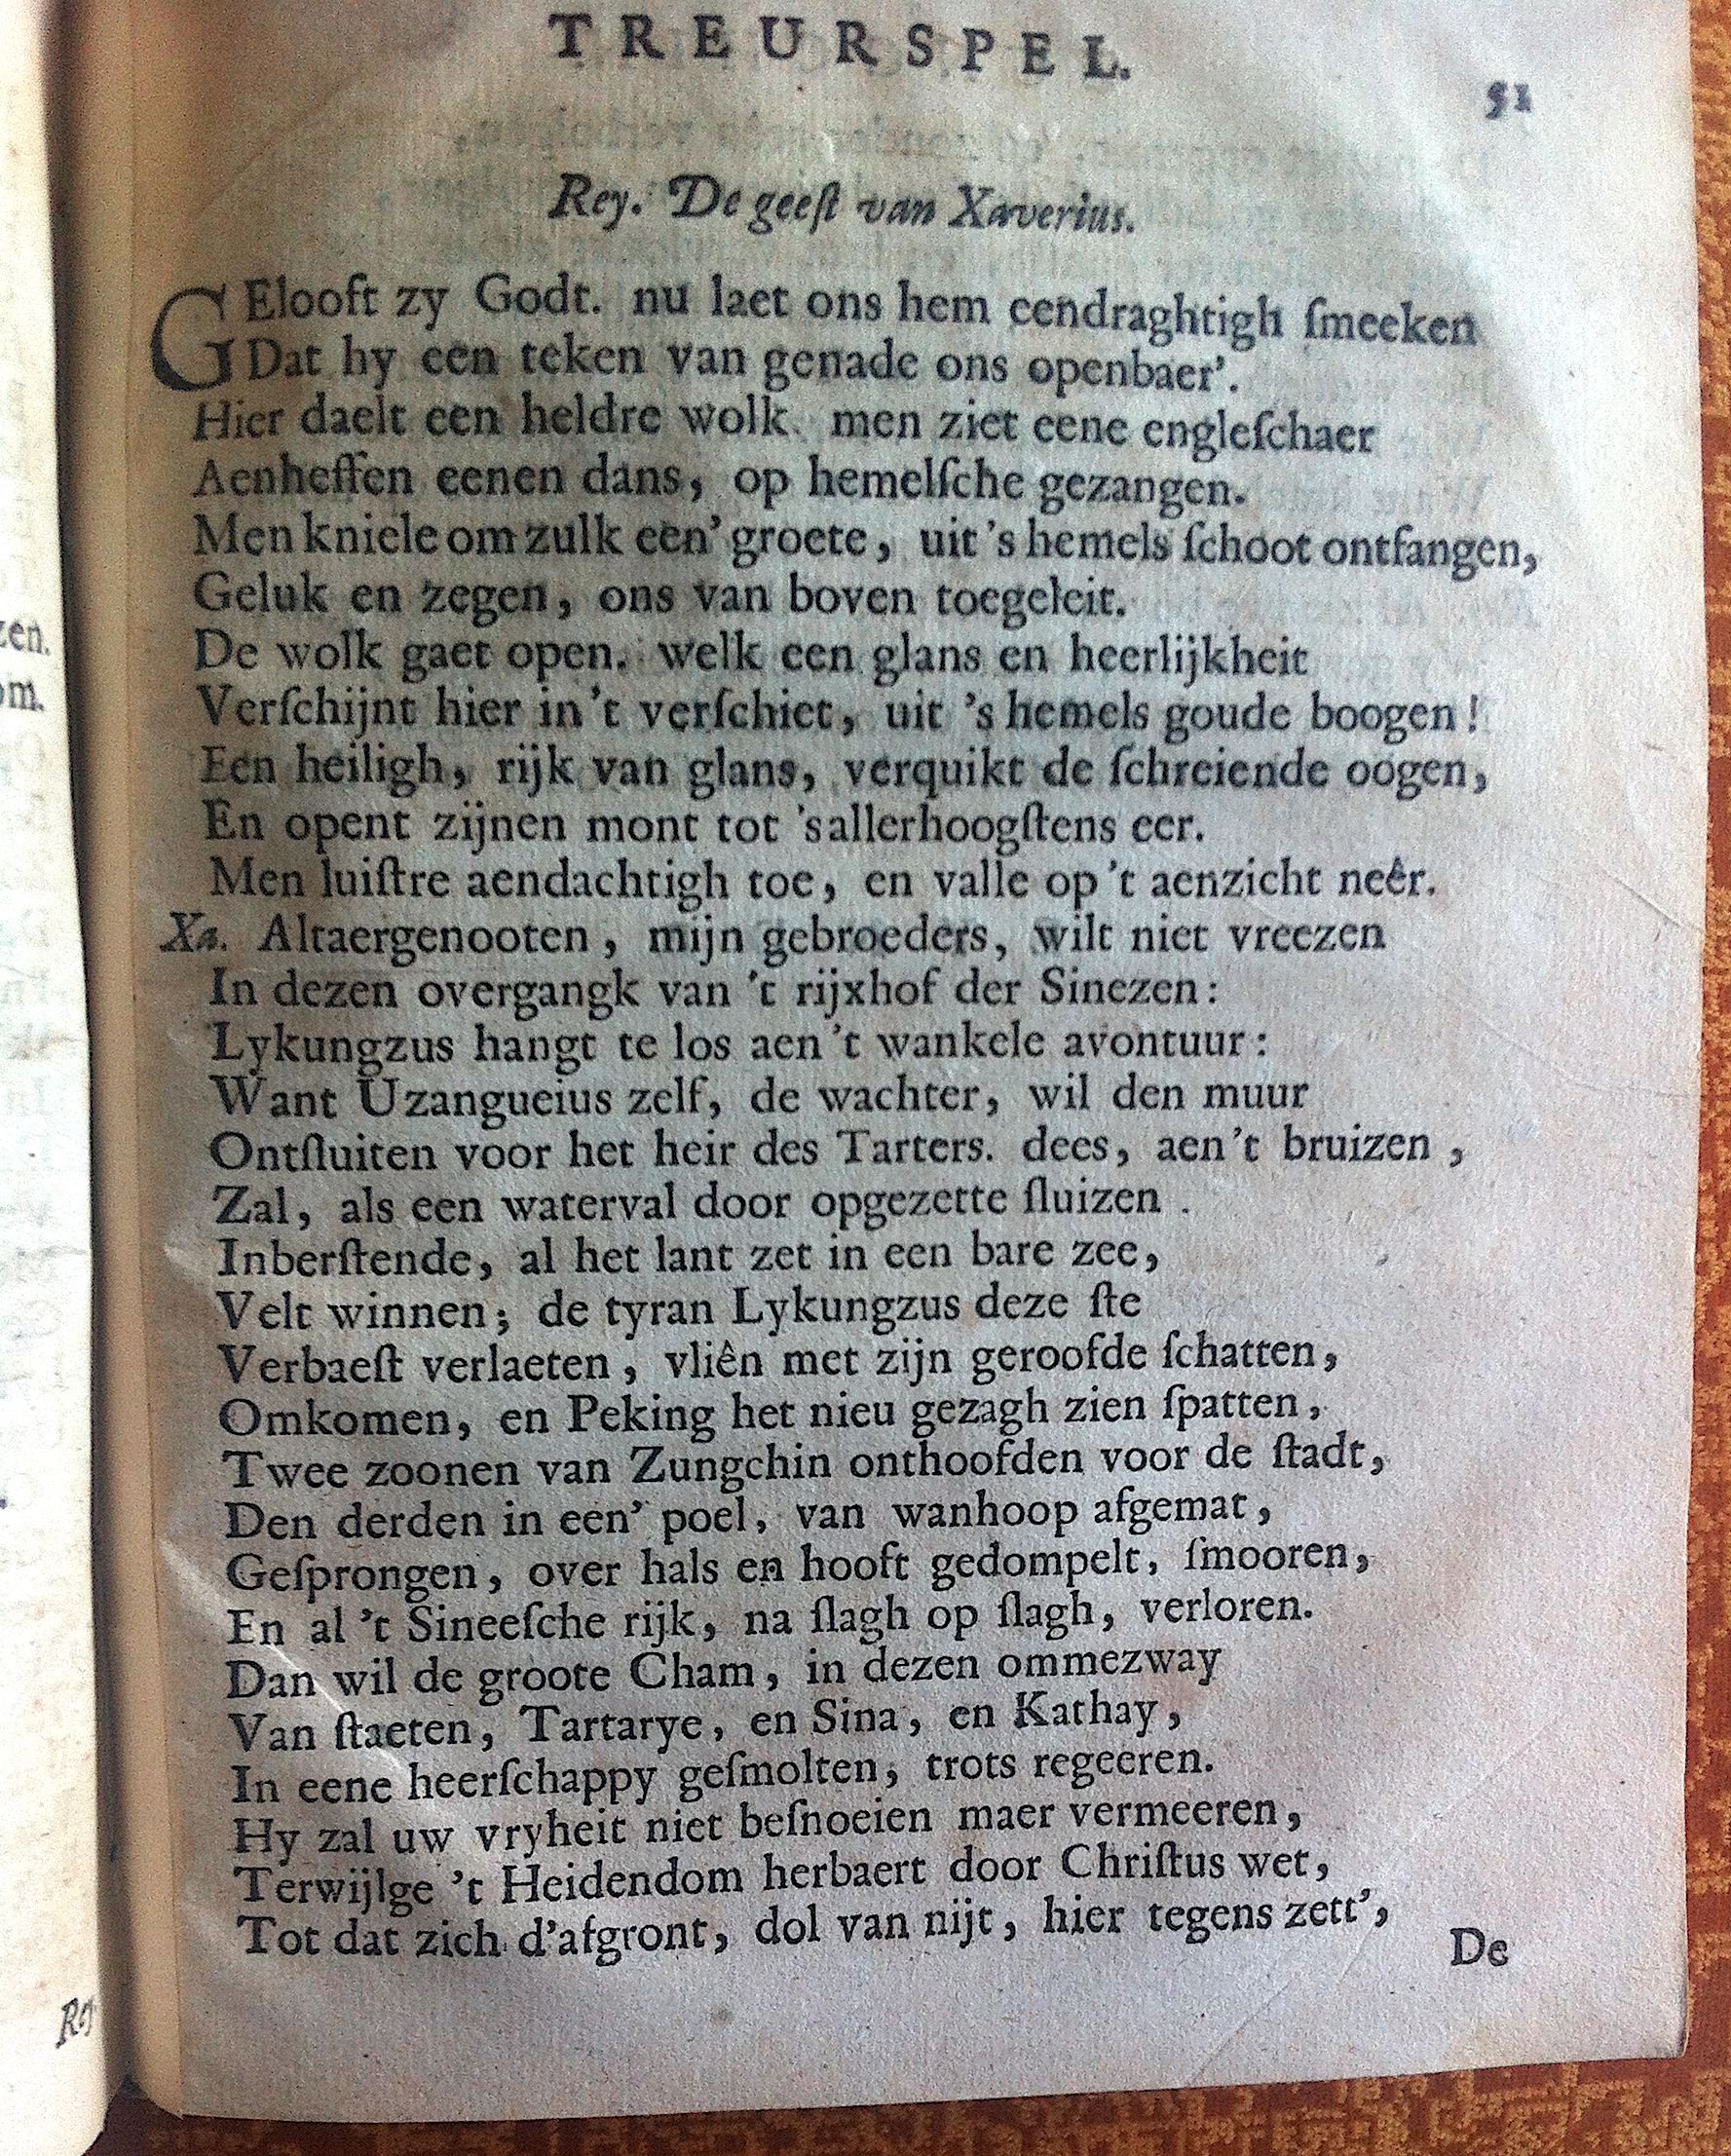 TREURSPEL.
51
Rey. De geeſt van Xaverius.
GElooft zy Godt. nu laet ons hem eendraghtigh ſmeeken
Dat hy een teken van genade ons openbaer'.
Hier daelt een heldre wolk. men ziet eene engleſchaer
Aenheffen eenen dans, op hemelſche gezangen.
Men kniele om zulk een' groete, uit 's hemels ſchoot ontfangen,
Geluk en zegen, ons van boven toegeleit.
De wolk gaet open. welk een glans en heerlijkheit
Verſchijnt hier in 't verſchiet, uit 's hemels goude boogen!
Een heiligh, rijk van glans, verquikt de ſchreiende oogen,
En opent zijnen mont tot 's allerhoogſtens eer.
Men luiſtre aendachtigh toe, en valle op 't aenzicht neêr.
Xa. Altaergenooten, mijn gebroeders, wilt niet vreezen
In dezen overgangk van 't rijxhof der Sinezen:
Lykungzus hangt te los aen 't wankele avontuur:
Want Uzangueius zelf, de wachter, wil den muur
Ontſluiten voor het heir des Tarters. dees, aen 't bruizen,
Zal, als een waterval door opgezette ſluizen.
Inberſtende, al het lant zet in een bare zee,
Velt winnen; de tyran Lykungzus deze ſte
Verbaeſt verlaeten, vliên met zijn geroofde ſchatten,
Omkomen, en Peking het nieu gezagh zien ſpatten,
Twee zoonen van Zungchin onthoofden voor de ſtadt,
Den derden in een' poel, van wanhoop afgemat,
Geſprongen, over hals en hooft gedompelt, ſmooren,
En al 't Sineeſche rijk, na ſlagh op ſlagh, verloren.
Dan wil de groote Cham, in dezen ommezway
Van ſtaeten, Tartarye, en Sina, en Kathay,
In eene heerſchappy geſmolten, trots regeeren.
Hy zal uw vryheit niet beſnoeien maer vermeeren,
Terwijlge 't Heidendom herbaert door Chriſtus wet,
Tot dat zich d'afgront, dol van nijt, hier tegens zett',
De
zen.
om.
Rey